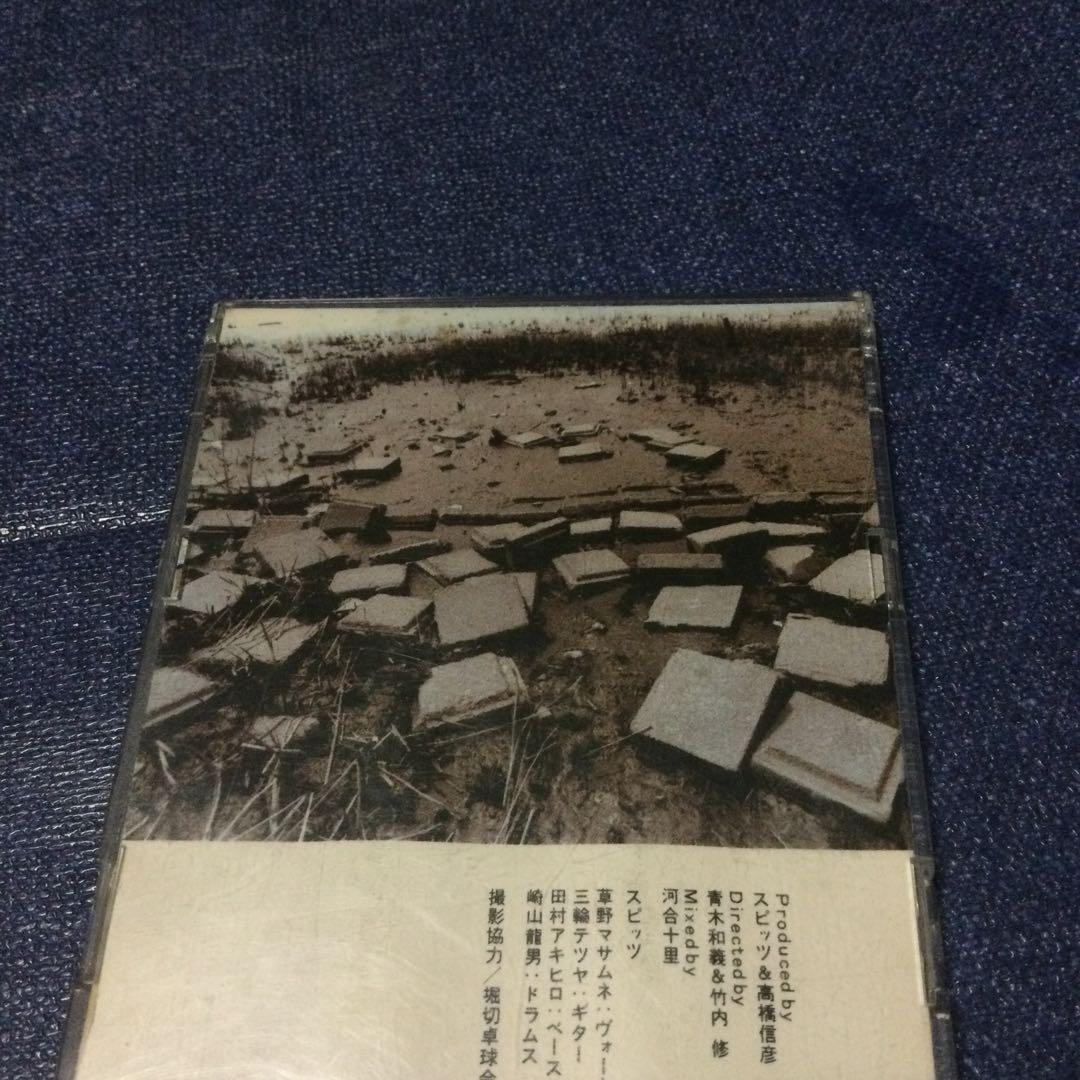 Produced by
スピッツ&高橋信彦
Directed by
青木和義&竹内 修
Mixed by
河合十里
スピッツ
草野マサムネ：ヴォー
三輪テツヤ：ギター
田村アキヒロ：ベース
崎山龍男：ドラムス
撮影協力／堀切卓球会